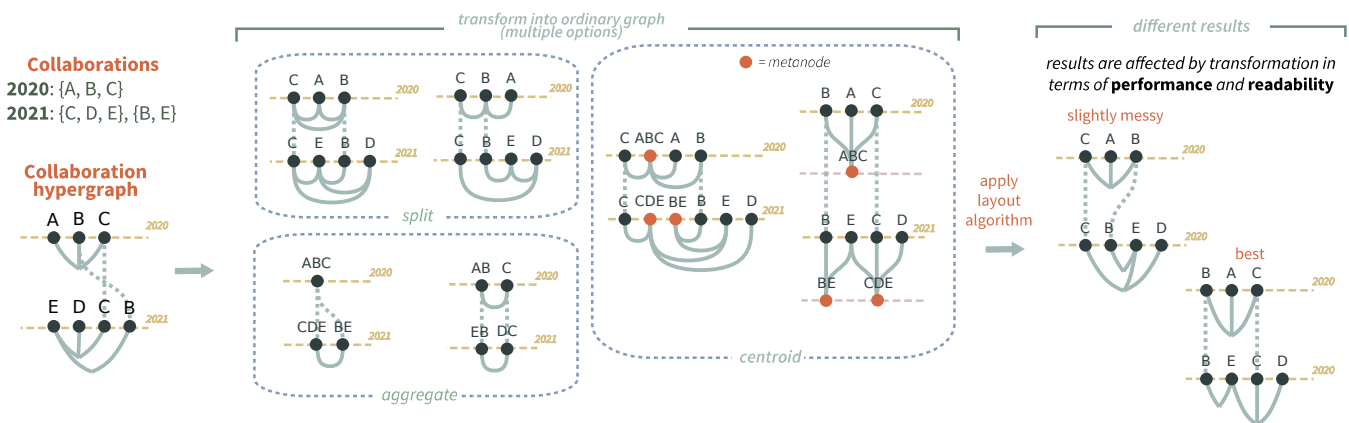 Collaborations
2020: {A, B, C}
2021: {C, D, E}, {B, E}
Collaboration
hypergraph
A B C
2020
E D C B
2021
transform into ordinary graph
(multiple options)
C A B
2020
C E B D
2021
C B A
2020
C B E D
2021
split
ABC
2020
CDE BE
2021
AB C
2020
EB DC
2021
aggregate
= metanode
C ABC A B
2020
C CDE BE B E D
2021
B A C
2020
ABC
B E C D
2021
BE CDE
centroid
apply
layout
algorithm
different results
results are affected by transformation in
terms of performance and readability
slightly messy
C A B
2020
C B E D
2020
best
B A C
2020
B E C D
2020